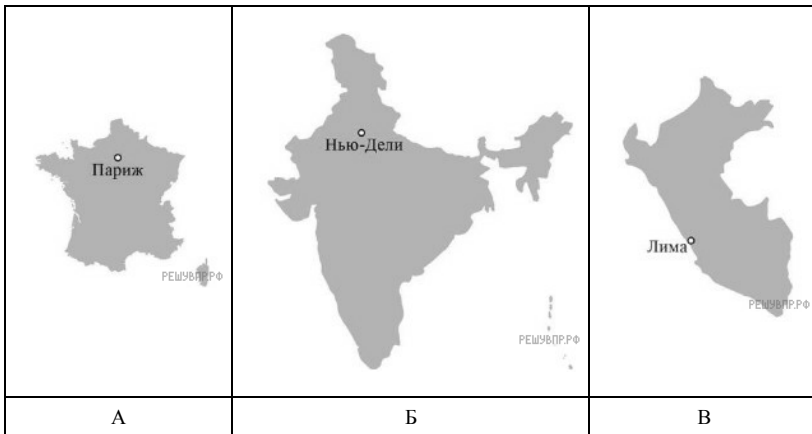 Париж
РЕШУВПР.РФ
Нью-Дели
РЕШУВПР.РФ
Лима
РЕШУВПР.РФ
А
Б
В